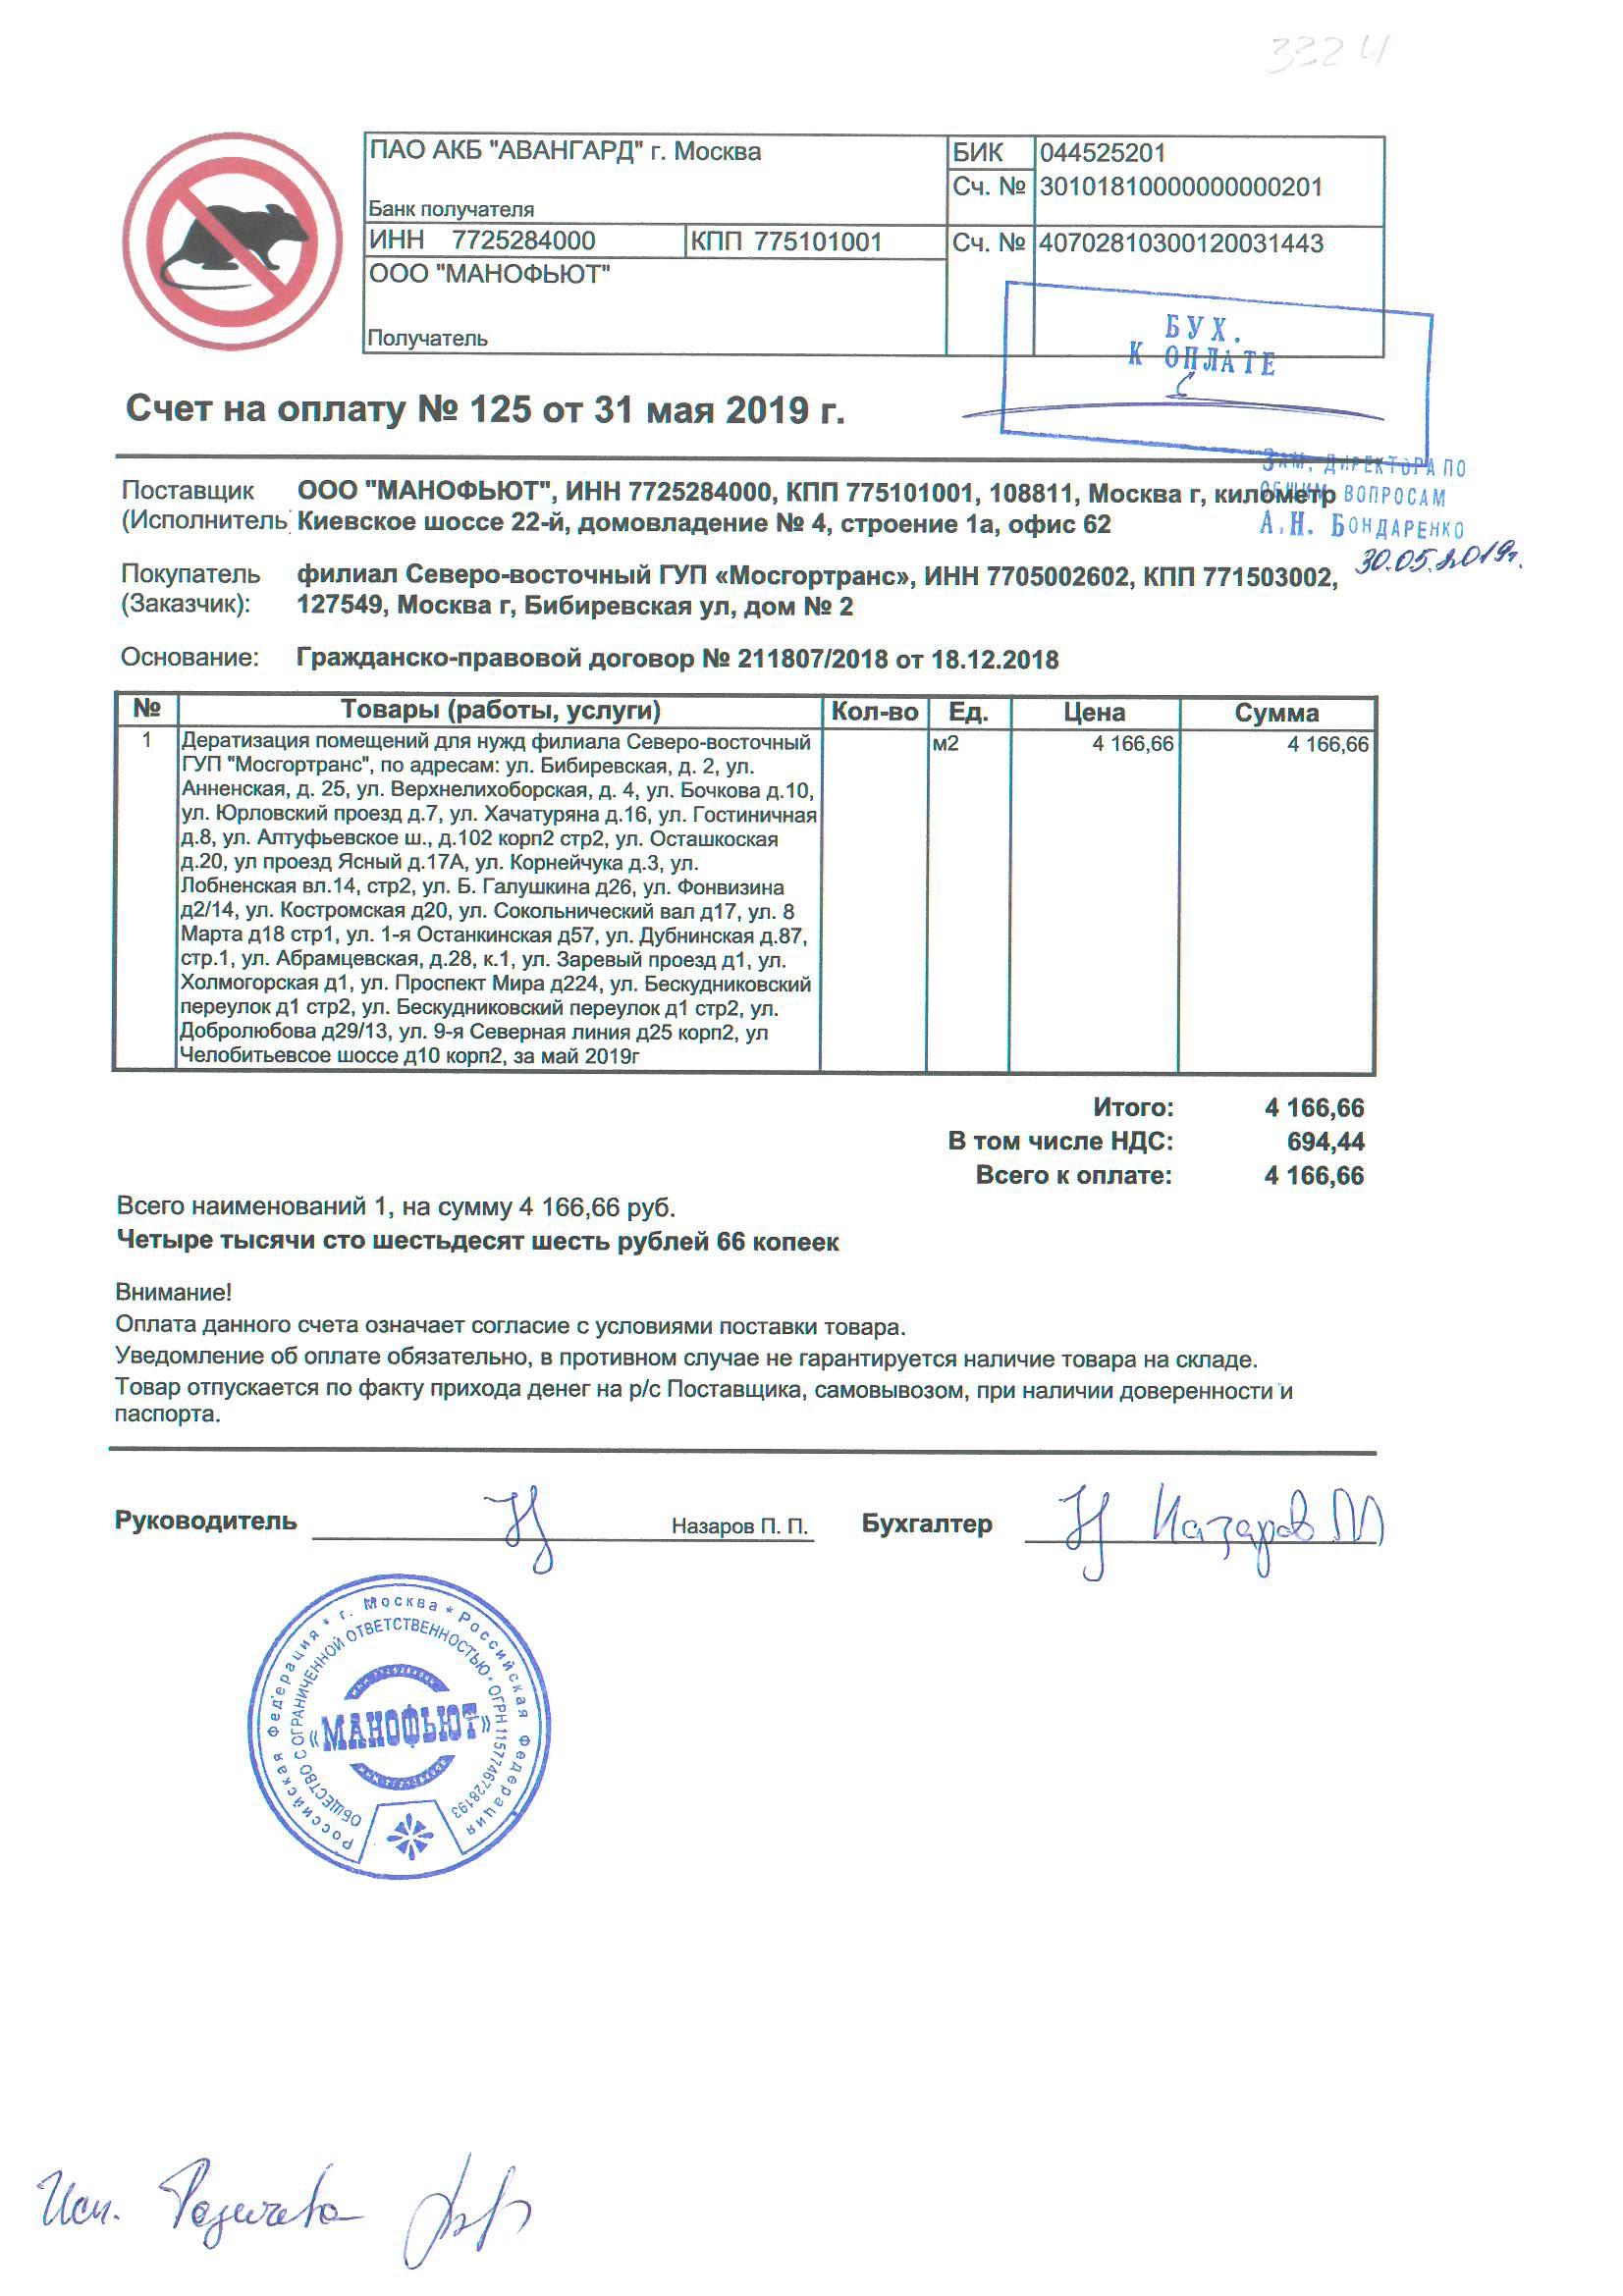 3324
ПАО АКБ "АВАНГАРД" г. Москва
БИК 044525201
Сч. № 30101810000000000201
Банк получателя
ИНН 7725284000 КПП 775101001 Сч. № 40702810300120031443
ООО "МАНОФЬЮТ"
Получатель
БУХ.
К ОПЛАТЕ
Счет на оплату № 125 от 31 мая 2019 г.
ЗАМ. ДИРЕКТОРА ПО
ОБЩИМ ВОПРОСАМ
А.Н. БОНДАРЕНКО
30.05.2019г.
Поставщик ООО "МАНОФЬЮТ", ИНН 7725284000, КПП 775101001, 108811, Москва г, километр
(Исполнитель Киевское шоссе 22-й, домовладение № 4, строение 1а, офис 62
Покупатель филиал Северо-восточный ГУП «Мосгортранс», ИНН 7705002602, КПП 771503002,
(Заказчик): 127549, Москва г, Бибиревская ул, дом № 2
Основание: Гражданско-правовой договор № 211807/2018 от 18.12.2018
№ Товары (работы, услуги) Кол-во Ед. Цена Сумма
1 Дератизация помещений для нужд филиала Северо-восточный м2 4 166,66 4 166,66
ГУП "Мосгортранс", по адресам: ул. Бибиревская, д. 2, ул.
Анненская, д. 25, ул. Верхнелихоборская, д. 4, ул. Бочкова д.10,
ул. Юрловский проезд д.7, ул. Хачатуряна д.16, ул. Гостиничная
д.8, ул. Алтуфьевское ш., д.102 корп2 стр2, ул. Осташкоская
д.20, ул проезд Ясный д.17А, ул. Корнейчука д.3, ул.
Лобненская вл.14, стр2, ул. Б. Галушкина д26, ул. Фонвизина
д2/14, ул. Костромская д20, ул. Сокольнический вал д17, ул. 8
Марта д18 стр1, ул. 1-я Останкинская д57, ул. Дубнинская д.87,
стр.1, ул. Абрамцевская, д.28, к.1, ул. Заревый проезд д1, ул.
Холмогорская д1, ул. Проспект Мира д224, ул. Бескудниковский
переулок д1 стр2, ул. Бескудниковский переулок д1 стр2, ул.
Добролюбова д29/13, ул. 9-я Северная линия д25 корп2, ул
Челобитьевсое шоссе д10 корп2, за май 2019г
Итого: 4 166,66
В том числе НДС: 694,44
Всего к оплате: 4 166,66
Всего наименований 1, на сумму 4 166,66 руб.
Четыре тысячи сто шестьдесят шесть рублей 66 копеек
Внимание!
Оплата данного счета означает согласие с условиями поставки товара.
Уведомление об оплате обязательно, в противном случае не гарантируется наличие товара на складе.
Товар отпускается по факту прихода денег на р/с Поставщика, самовывозом, при наличии доверенности и
паспорта.
Руководитель Назаров П. П. Бухгалтер Назаров П
Российская Федерация * г. Москва * Российская Федерация
ОБЩЕСТВО С ОГРАНИЧЕННОЙ ОТВЕТСТВЕННОСТЬЮ * ОГРН 1157746728193
ИНН 7725284000
«МАНОФЬЮТ»
ИНН 7725284000
Исп.